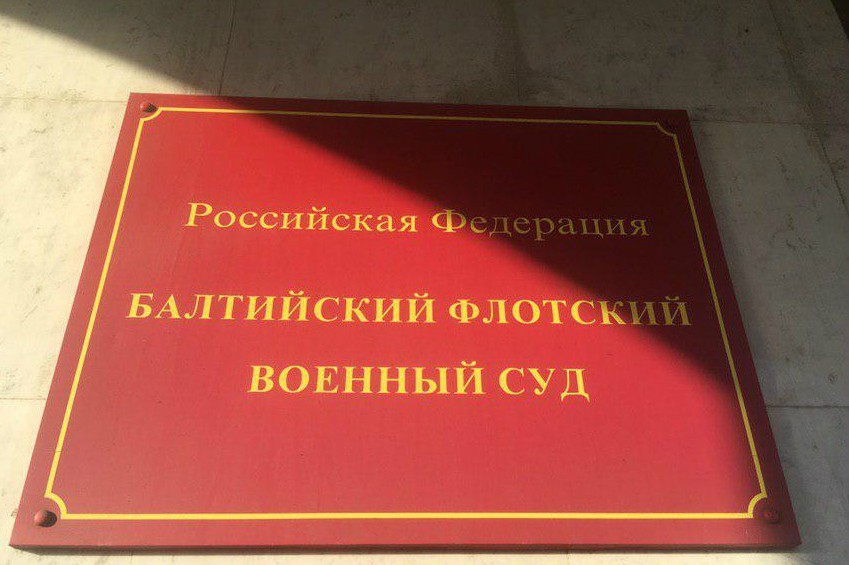 Российская Федерация
БАЛТИЙСКИЙ ФЛОТСКИЙ
ВОЕННЫЙ СУД